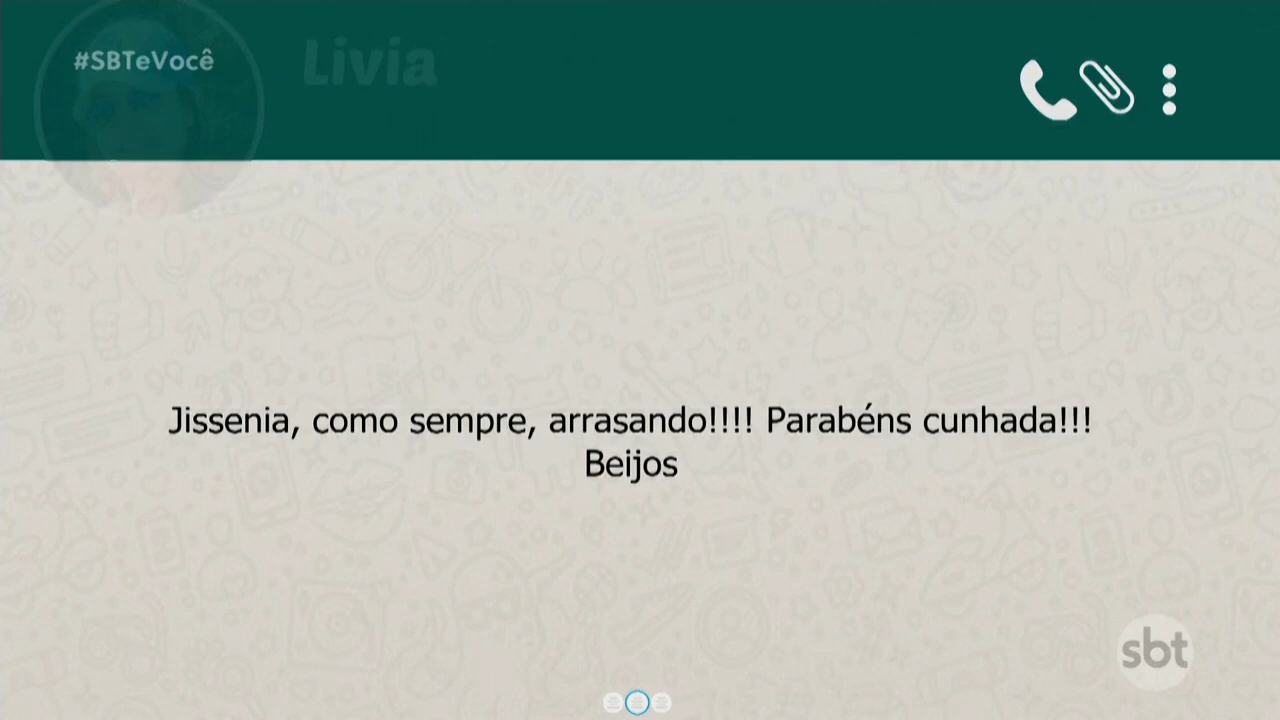 #SBTeVocê
Livia
Jissenia, como sempre, arrasando!!!! Parabéns cunhada!!!
Beijos
sbt